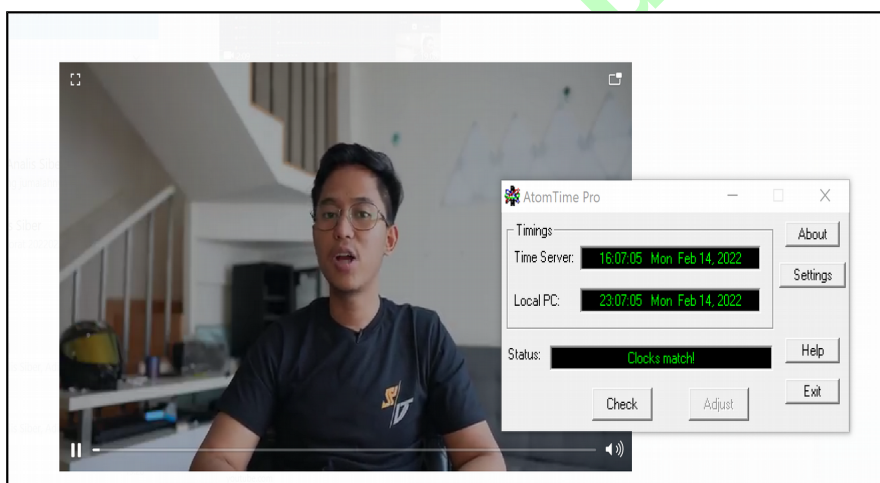 AtomTime Pro
Timings
Time Server: 16:07:05 Mon Feb 14, 2022
Local PC: 23:07:05 Mon Feb 14, 2022
Status: Clocks match!
Check
Adjust
About
Settings
Help
Exit